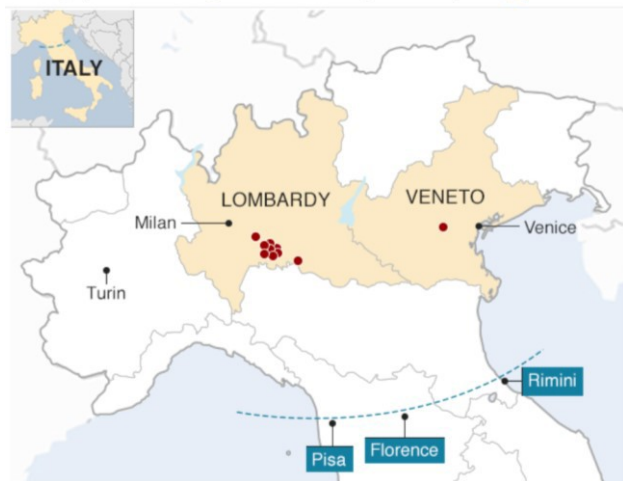 ITALY
LOMBARDY
VENETO
Milan
Venice
Turin
Rimini
Florence
Pisa